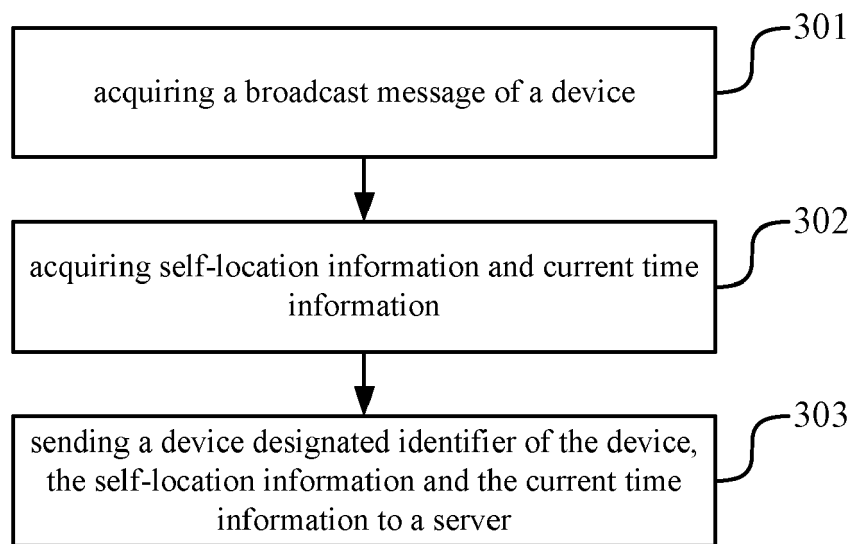 301
acquiring a broadcast message of a device
302
acquiring self-location information and current time
information
303
sending a device designated identifier of the device,
the self-location information and the current time
information to a server